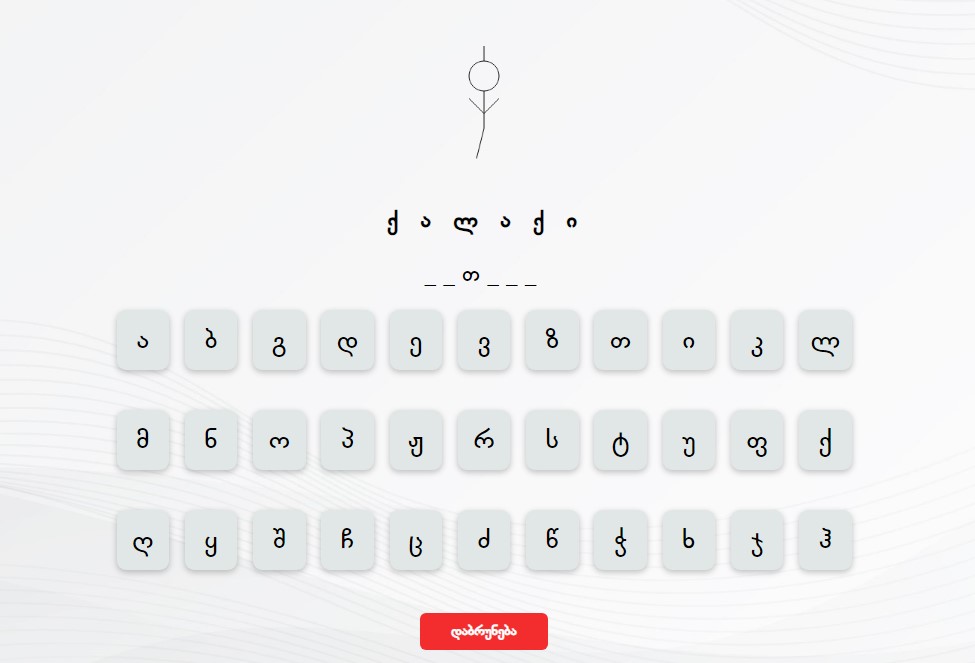 ქ ა ლ ა ქ ი
_ _ თ _ _ _
ა ბ გ დ ე ვ ზ თ ი კ ლ
მ ნ ო პ ჟ რ ს ტ უ ფ ქ
ღ ყ შ ჩ ც ძ წ ჭ ხ ჯ ჰ
დაბრუნება